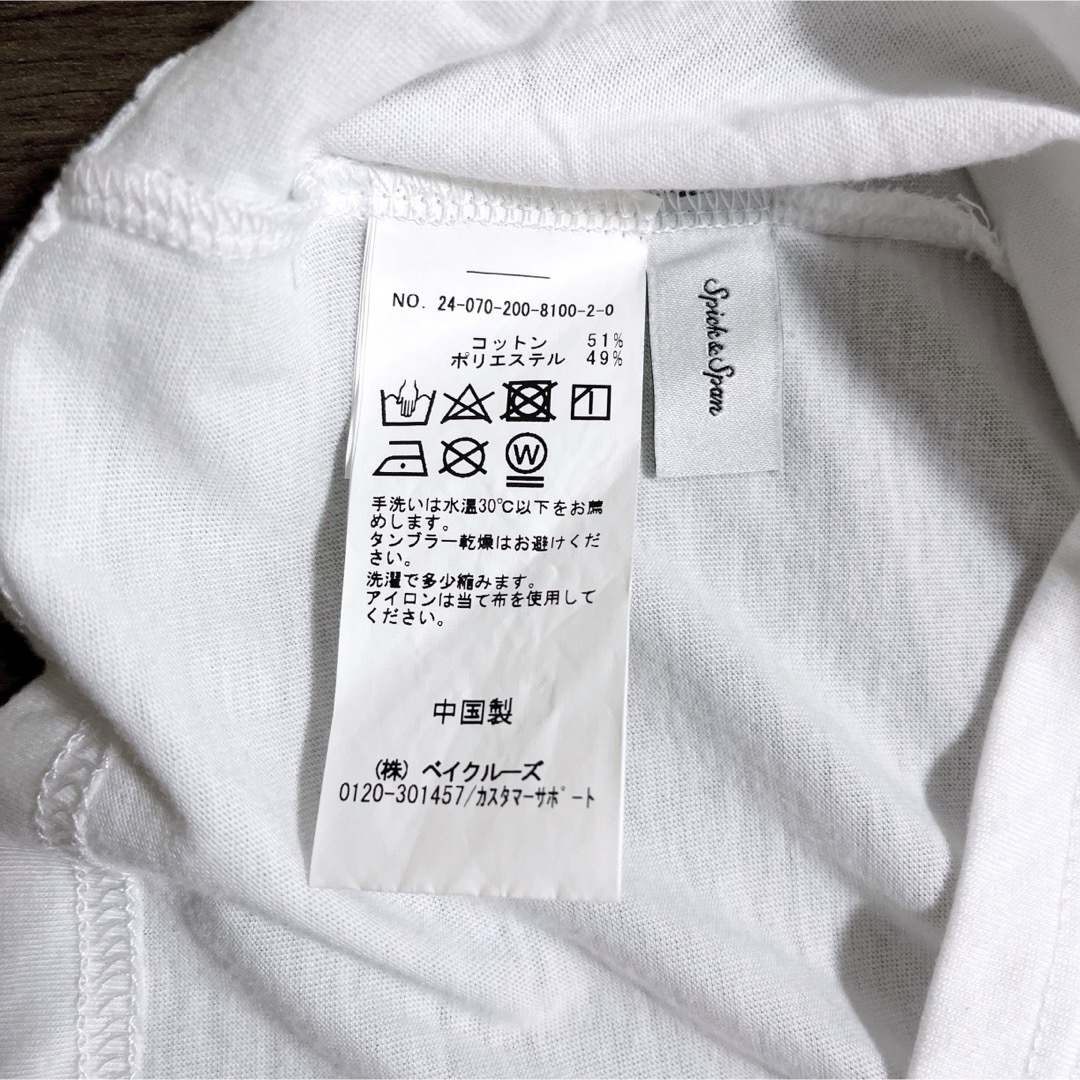 NO. 24-070-200-8100-2-0
コットン 51%
ポリエステル 49%
W
手洗いは水温30℃以下をお薦
めします。
タンブラー乾燥はお避けくだ
さい。
洗濯で多少縮みます。
アイロンは当て布を使用して
ください。
中国製
(株) ベイクルーズ
0120-301457/カスタマーサポート
Spick & Span